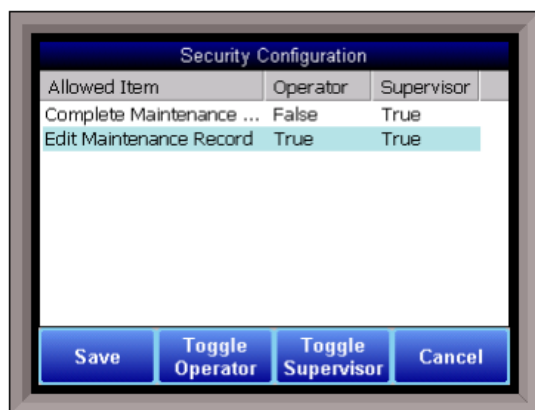 Security Configuration
Allowed Item Operator Supervisor
Complete Maintenance ... False True
Edit Maintenance Record True True
Save Toggle Operator Toggle Supervisor Cancel